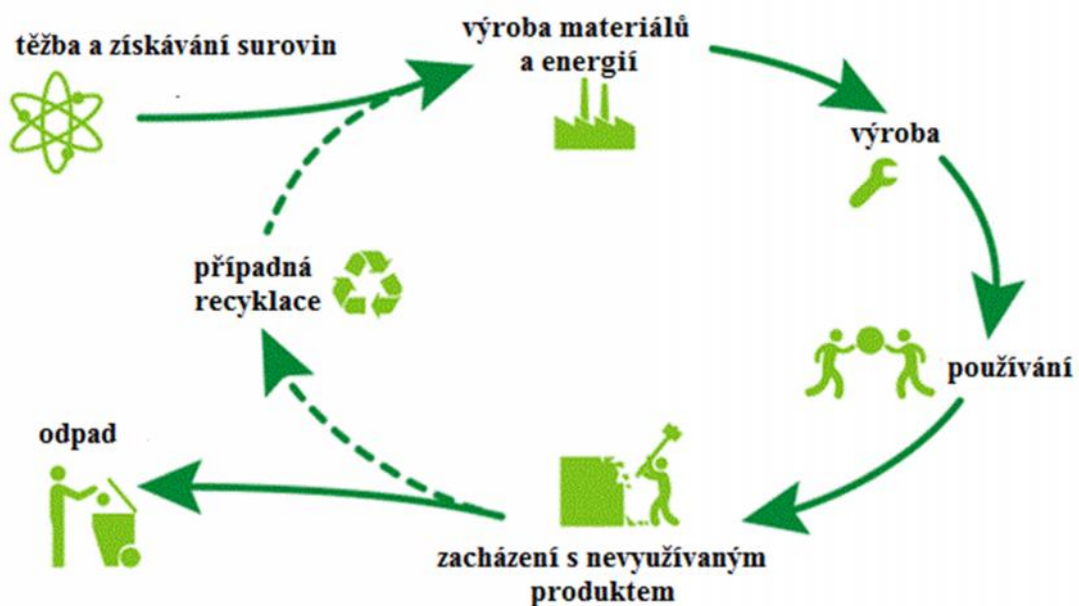 těžba a získávání surovin
výroba materiálů
a energií
výroba
používání
zacházení s nevyužívaným
produktem
odpad
případná
recyklace